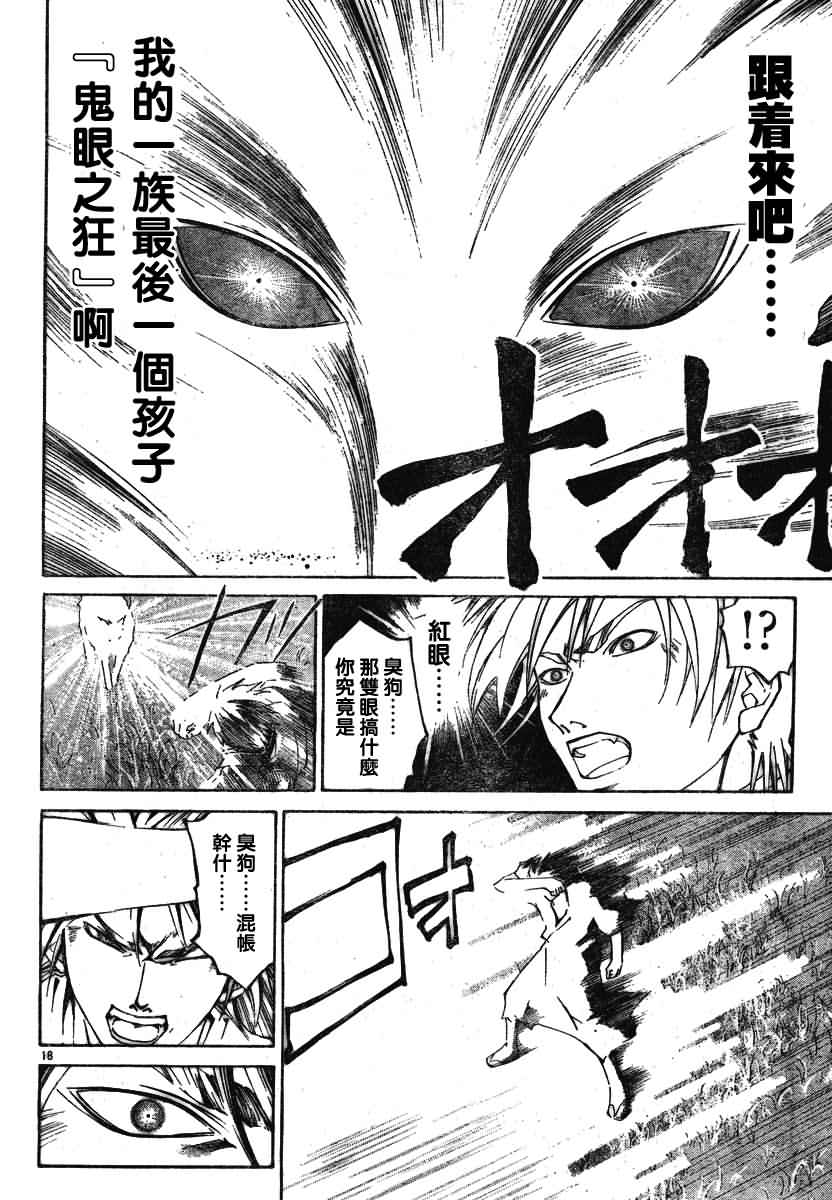 跟着來吧……
我的一族最後一個孩子
『鬼眼之狂』啊
オオオ
!?
紅眼……
臭狗……
那雙眼搞什麼
你究竟是
オ
臭狗……混帳
幹什
18